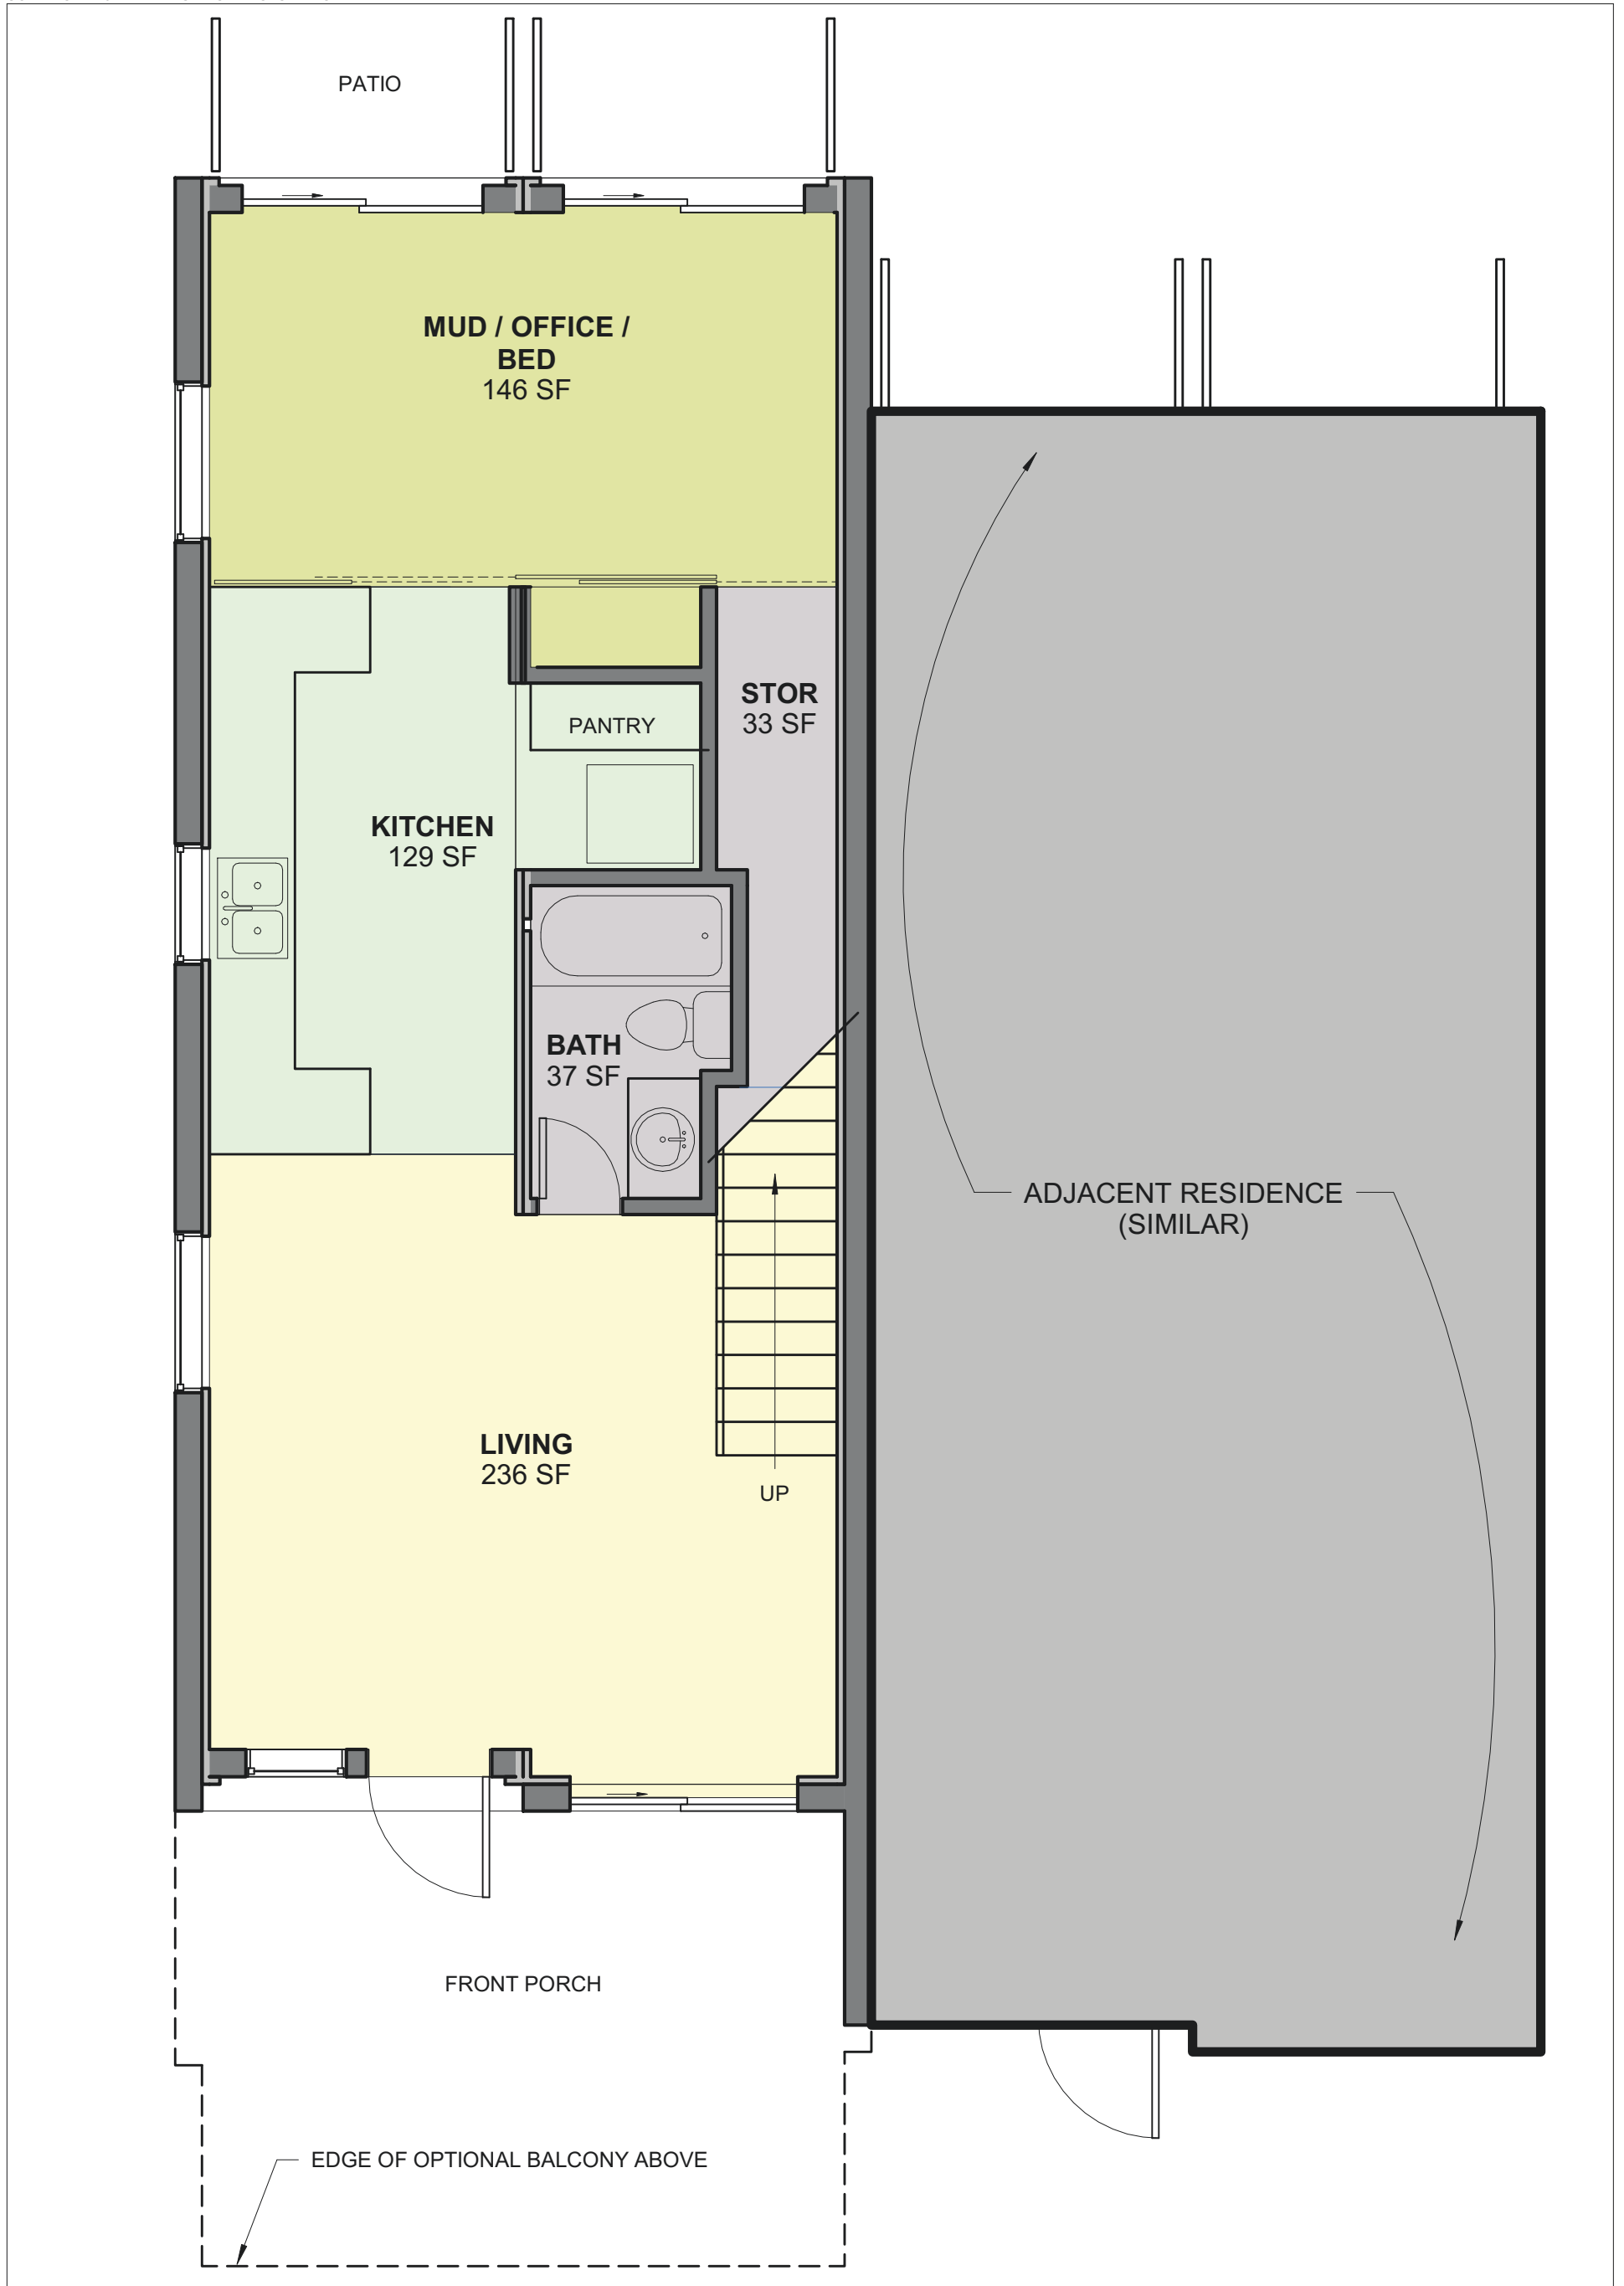 PATIO
MUD / OFFICE /
BED
146 SF
STOR
33 SF
PANTRY
KITCHEN
129 SF
BATH
37 SF
ADJACENT RESIDENCE
(SIMILAR)
LIVING
236 SF
UP
FRONT PORCH
EDGE OF OPTIONAL BALCONY ABOVE